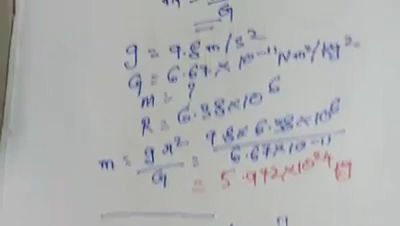 G
g = 9.8 m/s²
G = 6.67 × 10⁻¹¹ Nm²/kg²
m = ?
R = 6.38×10⁶
m = gr²/G = 9.8 × 6.38×10⁶/6.67×10⁻¹¹
= 5.972×10²⁴ kg